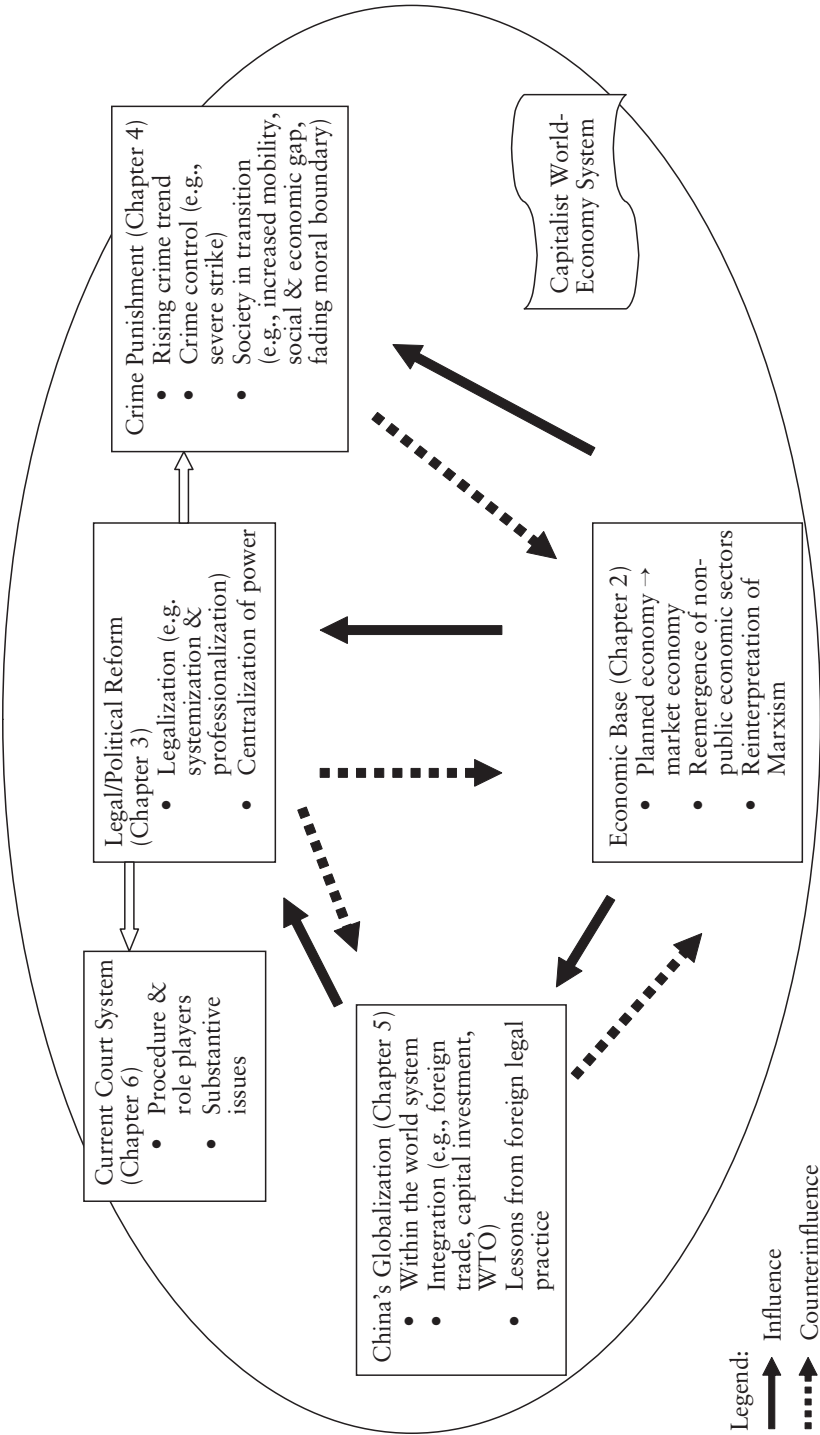 Current Court System
(Chapter 6)
• Procedure &
role players
• Substantive
issues
Legal/Political Reform
(Chapter 3)
• Legalization (e.g.
systemization &
professionalization)
• Centralization of power
Crime Punishment (Chapter 4)
• Rising crime trend
• Crime control (e.g.,
severe strike)
• Society in transition
(e.g., increased mobility,
social & economic gap,
fading moral boundary)
China's Globalization (Chapter 5)
• Within the world system
• Integration (e.g., foreign
trade, capital investment,
WTO)
• Lessons from foreign legal
practice
Economic Base (Chapter 2)
• Planned economy →
market economy
• Reemergence of non-
public economic sectors
• Reinterpretation of
Marxism
Capitalist World-
Economy System
Legend:
Influence
Counterinfluence